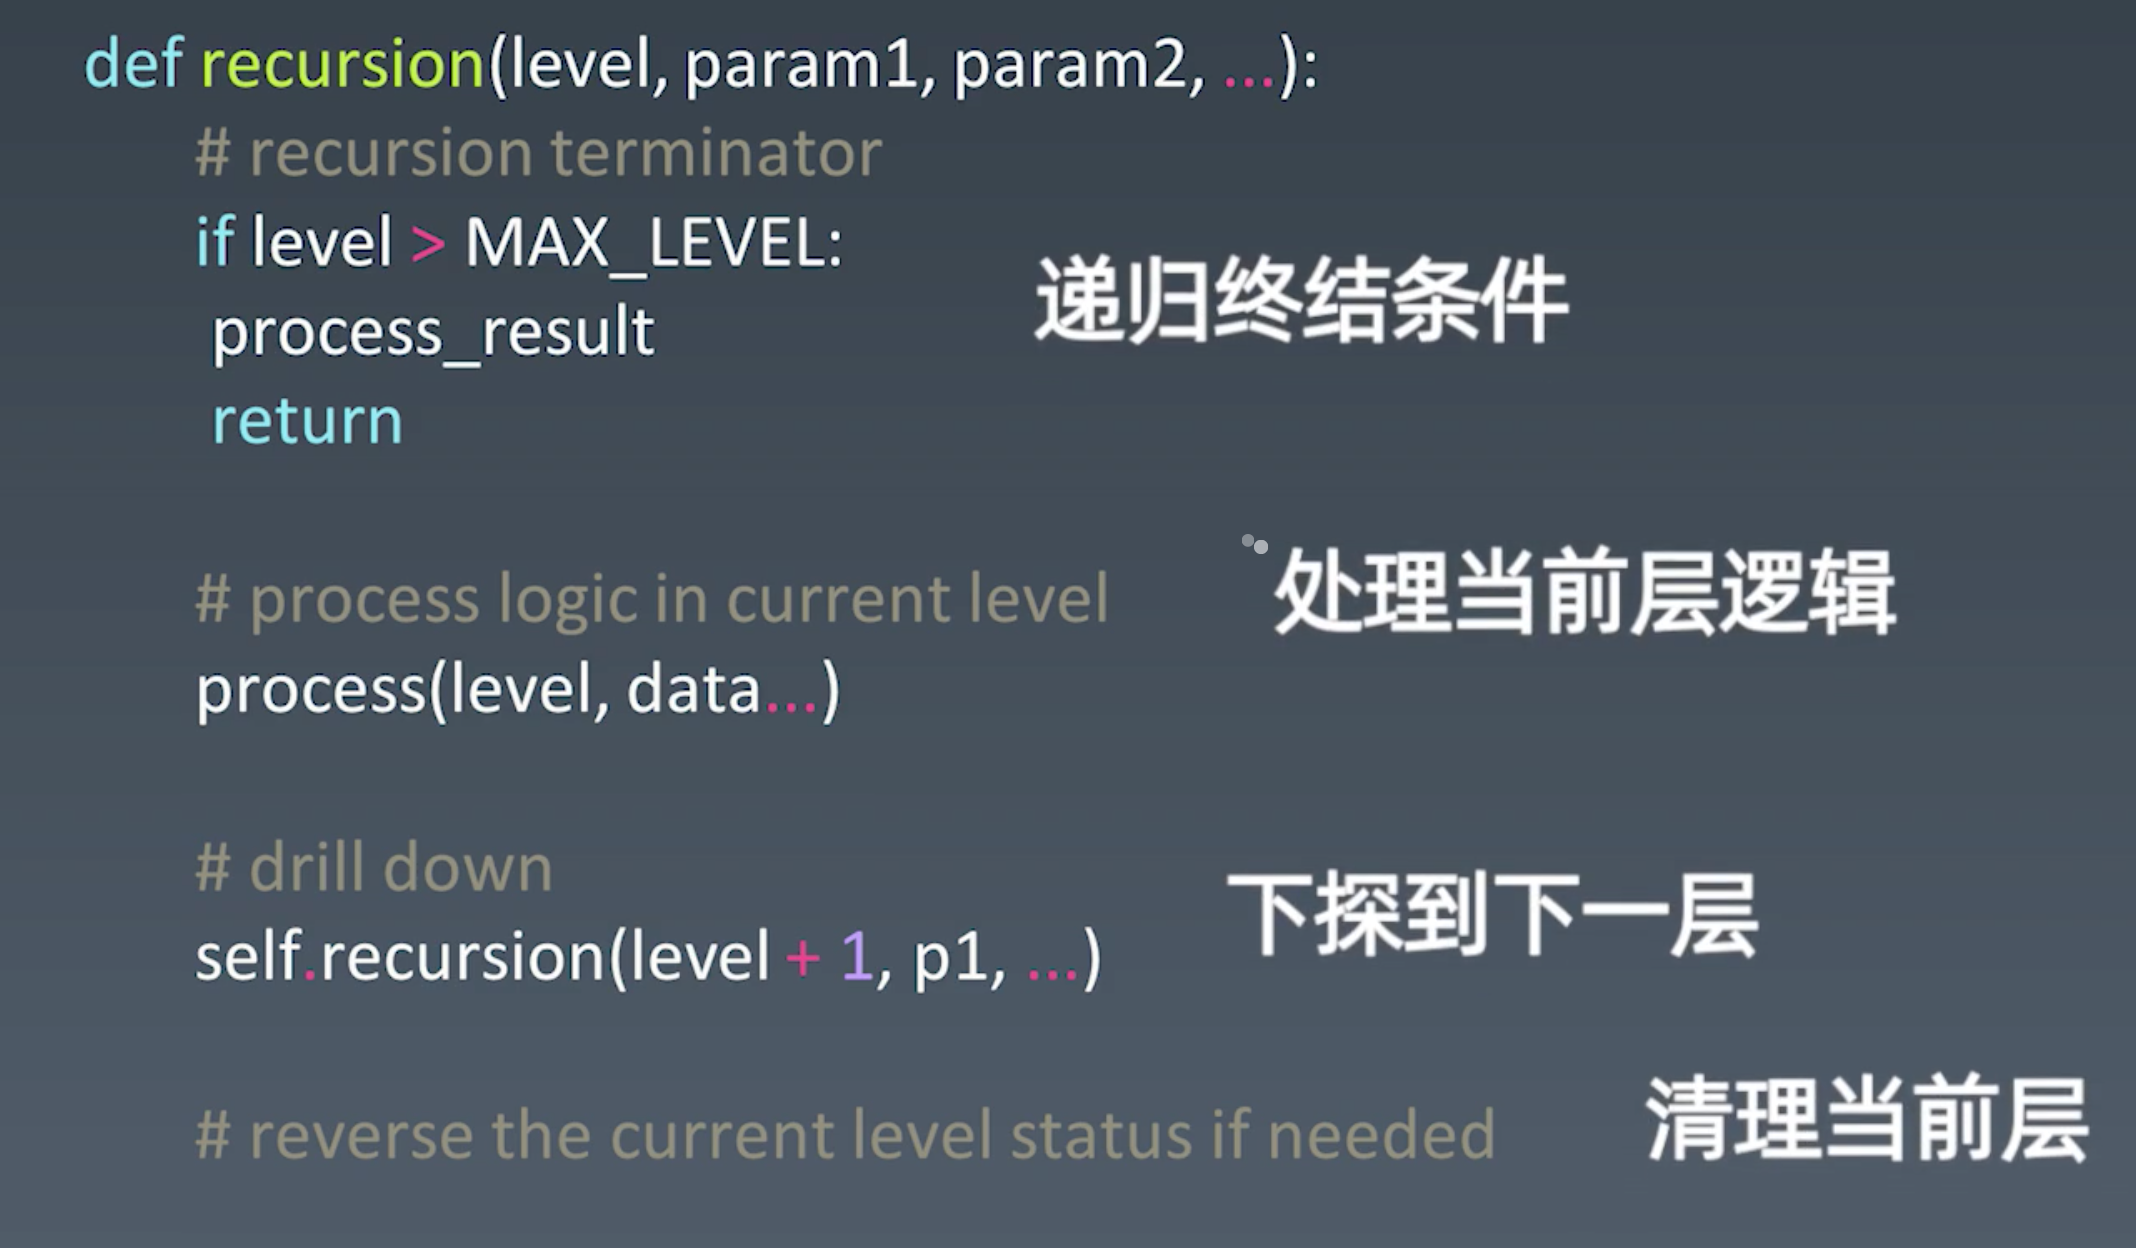 def recursion(level, param1, param2, ...):
# recursion terminator
if level > MAX_LEVEL:
process_result
return
递归终结条件
# process logic in current level
process(level, data...)
处理当前层逻辑
# drill down
self.recursion(level + 1, p1, ...)
下探到下一层
# reverse the current level status if needed
清理当前层